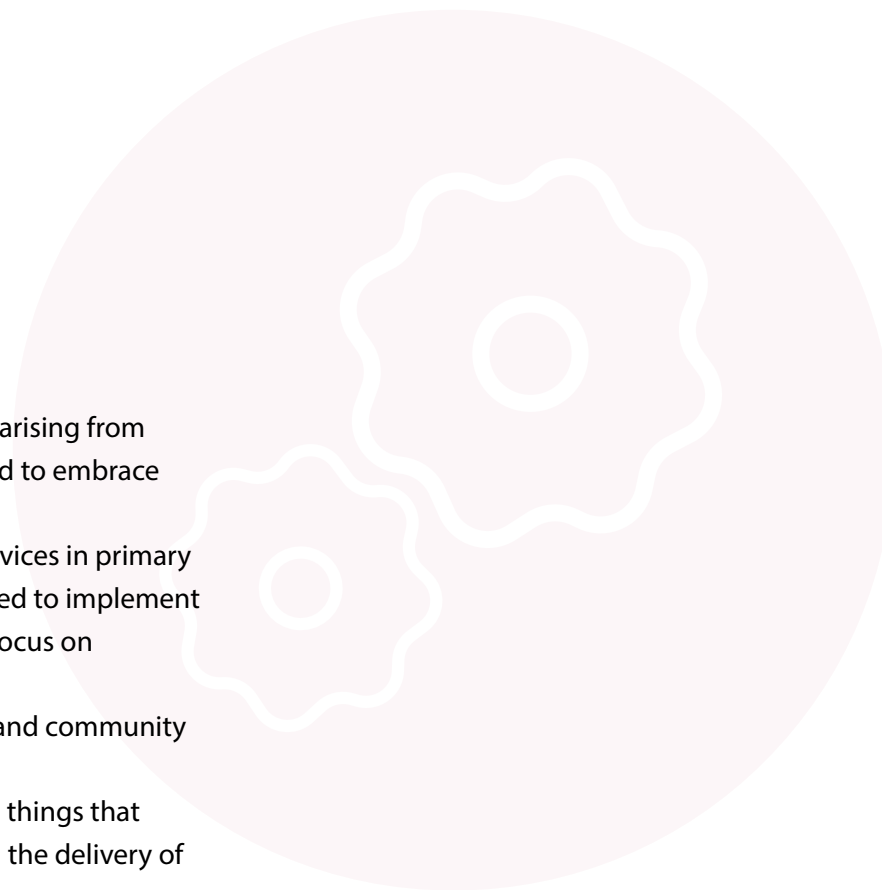 arising from
d to embrace
vices in primary
ed to implement
ocus on
and community
things that
the delivery of